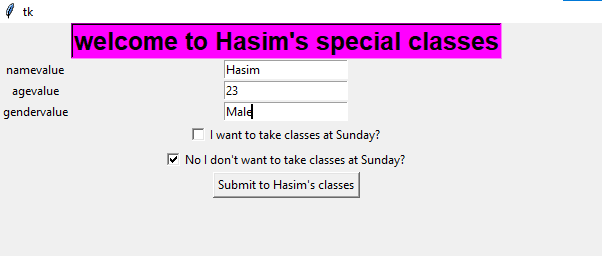 tk
welcome to Hasim's special classes
namevalue Hasim
agevalue 23
gendervalue Male
I want to take classes at Sunday?
No I don't want to take classes at Sunday?
Submit to Hasim's classes